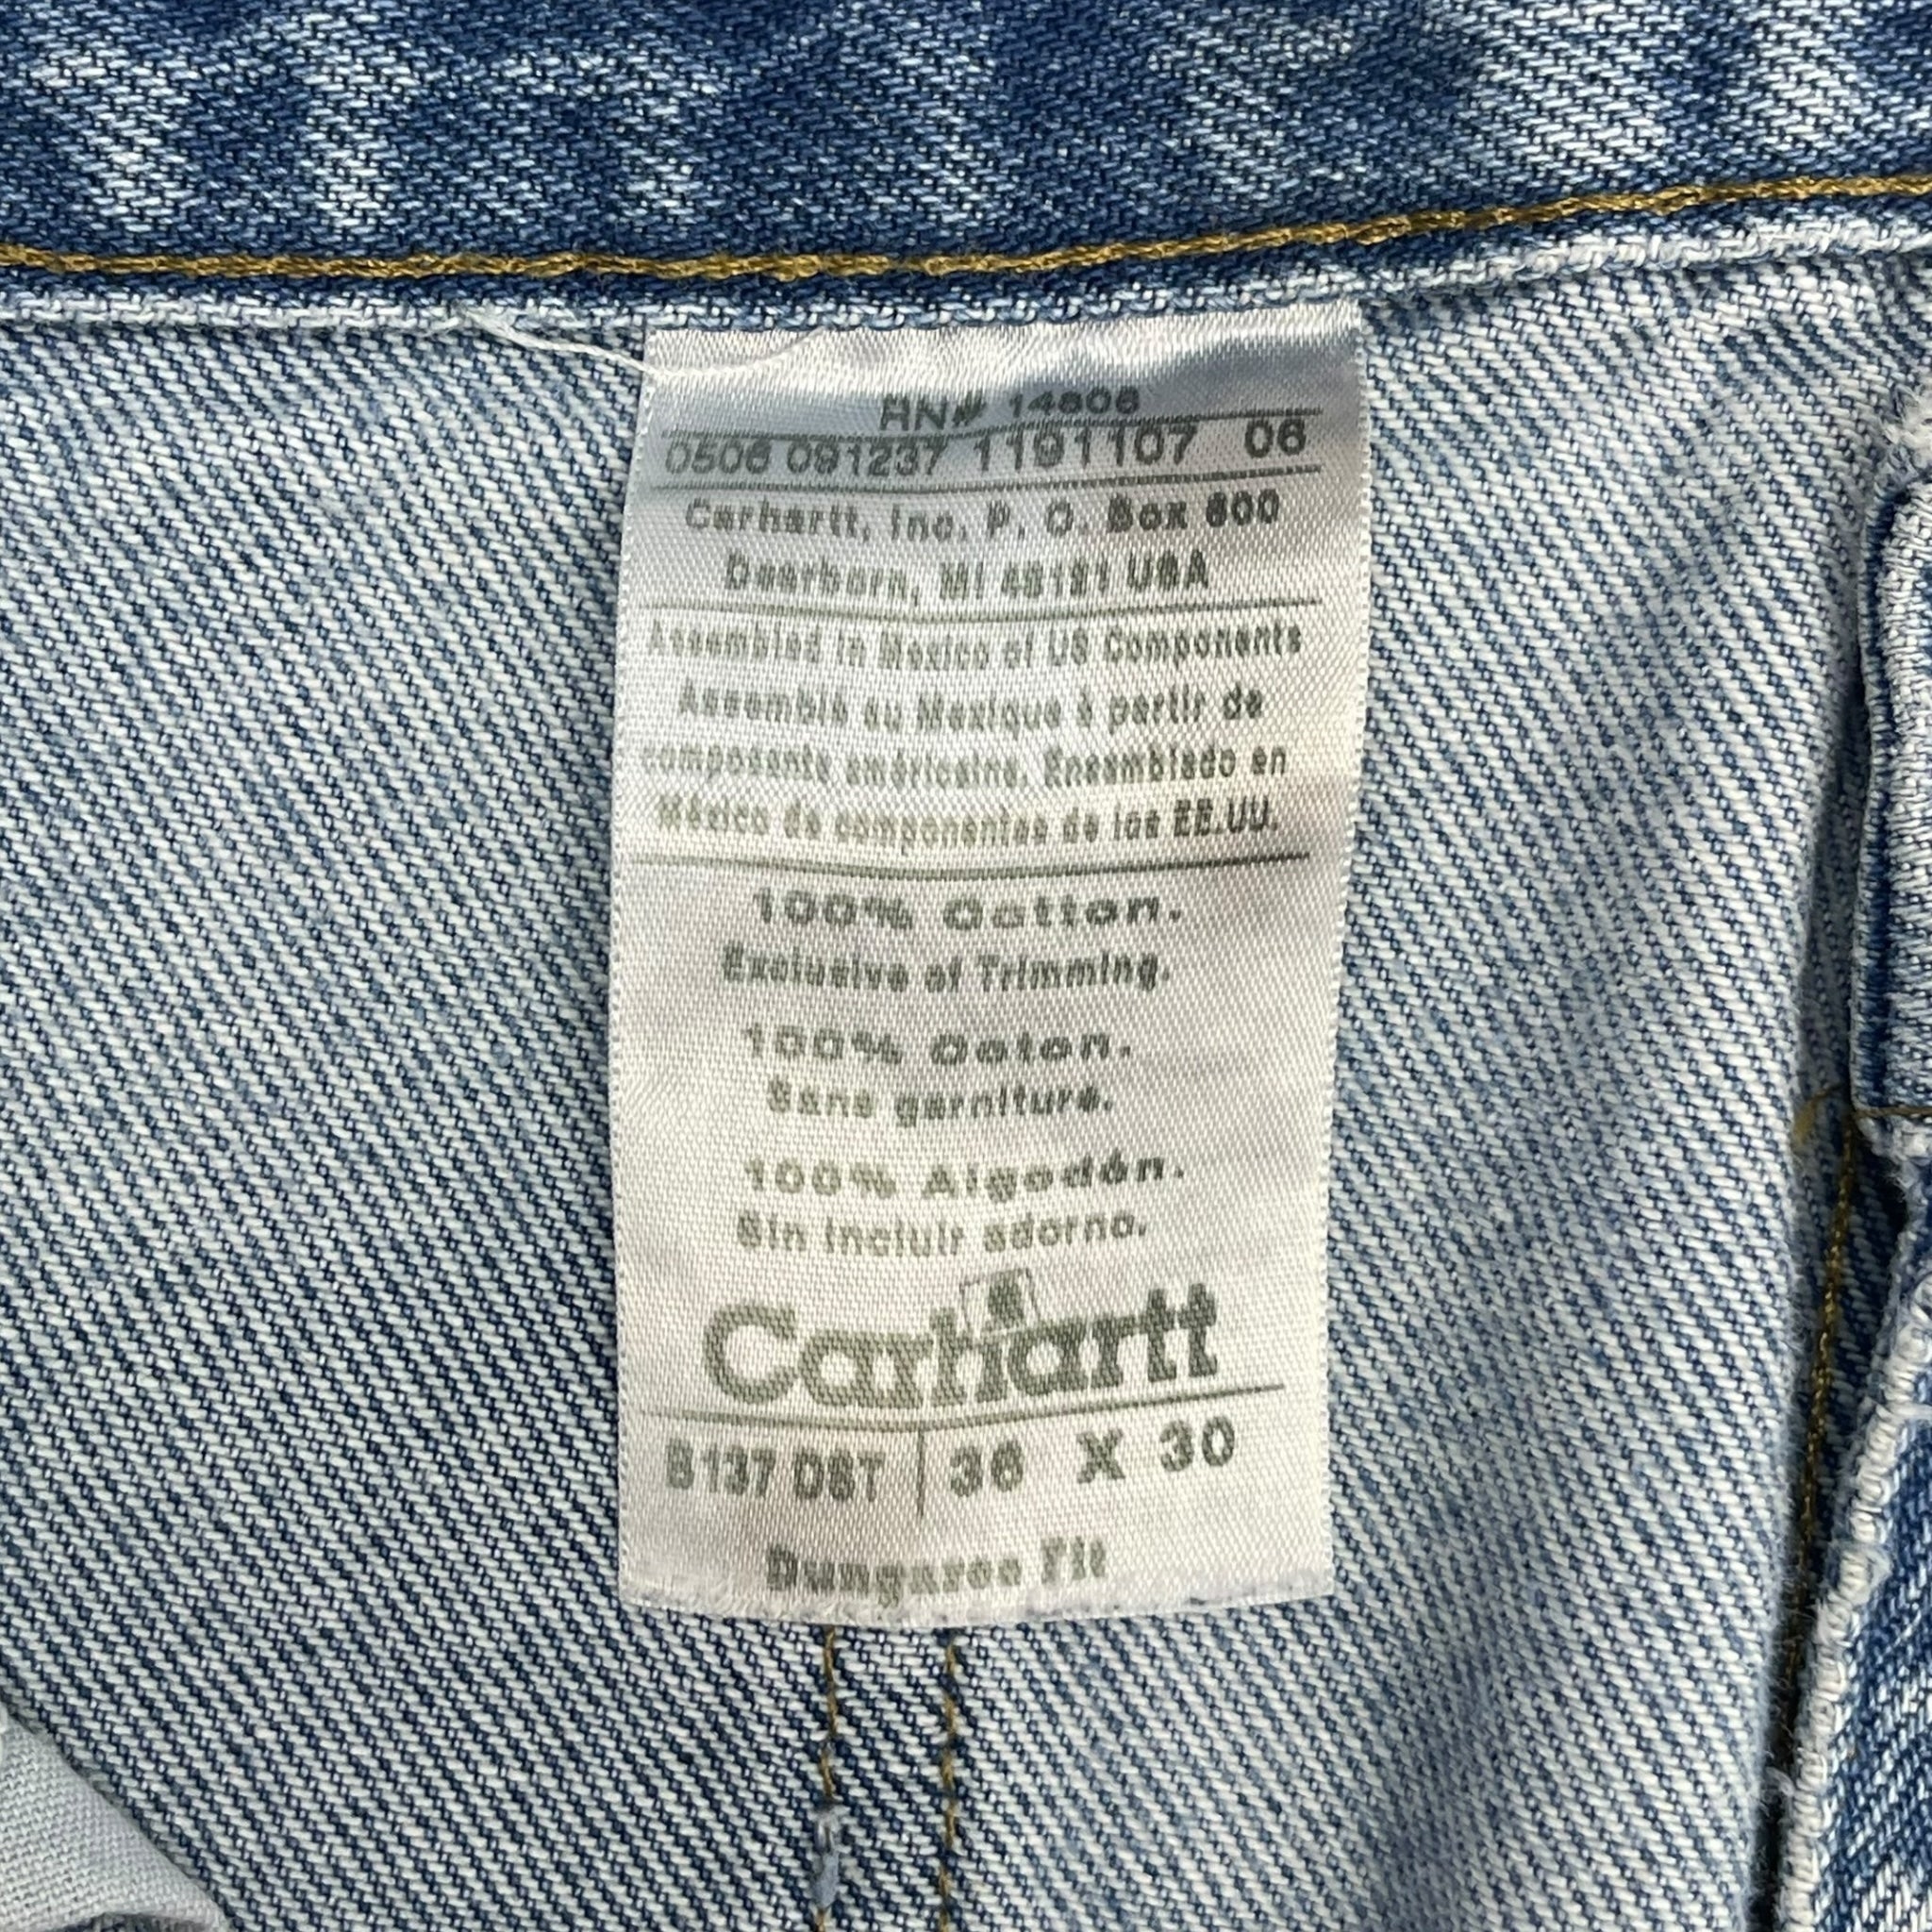 RN# 14806
0506 091237 1191107 06
Carhartt, Inc. P. O. Box 600
Dearborn, MI 48121 USA
Assembled in Mexico of US Components
Assemblé au Mexique à partir de
composants américains. Ensamblado en
México de componentes de los EE.UU.
100% Cotton.
Exclusive of Trimming.
100% Coton.
Sans garniture.
100% Algodón.
Sin incluir adorno.
Carhartt
B137 DST 36 X 30
Dungaree Fit